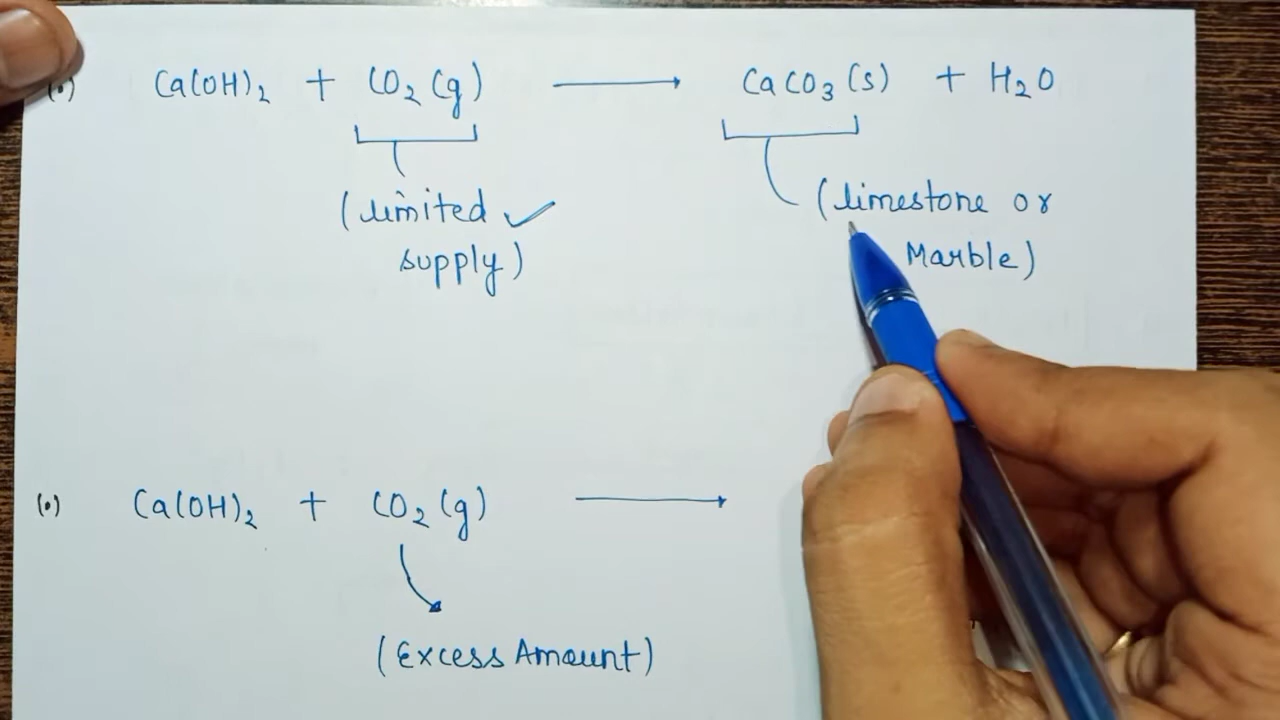 (•) Ca(OH)₂ + CO₂ (g) ⟶ CaCO₃ (s) + H₂O
(limited ✓ (limestone or
supply) Marble)
(•) Ca(OH)₂ + CO₂ (g) ⟶
(Excess Amount)